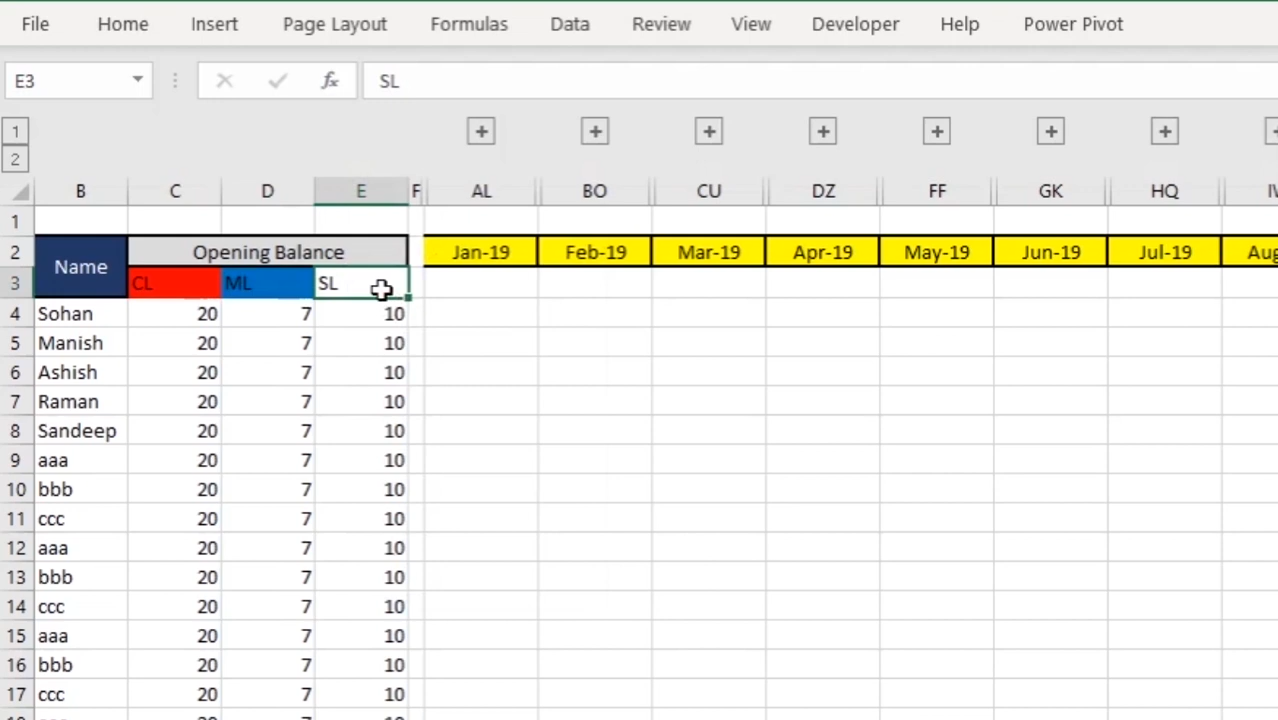 File Home Insert Page Layout Formulas Data Review View Developer Help Power Pivot
E3 fx SL
+ + + + + + +
1
2
B C D E F AL BO CU DZ FF GK HQ
1
2 Name Opening Balance Jan-19 Feb-19 Mar-19 Apr-19 May-19 Jun-19 Jul-19 Aug
3 CL ML SL
4 Sohan 20 7 10
5 Manish 20 7 10
6 Ashish 20 7 10
7 Raman 20 7 10
8 Sandeep 20 7 10
9 aaa 20 7 10
10 bbb 20 7 10
11 ccc 20 7 10
12 aaa 20 7 10
13 bbb 20 7 10
14 ccc 20 7 10
15 aaa 20 7 10
16 bbb 20 7 10
17 ccc 20 7 10